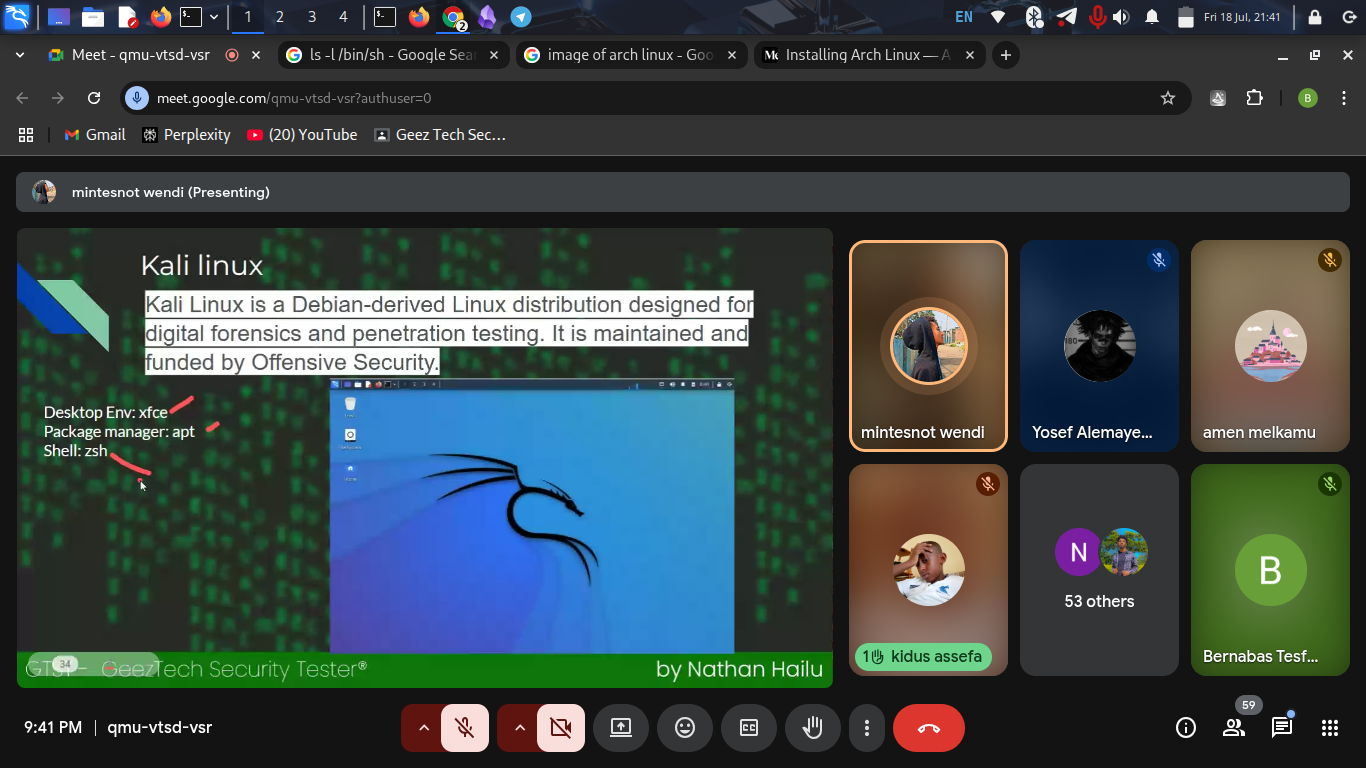 1
2
3
4
2
EN
Fri 18 Jul, 21:41
Meet - qmu-vtsd-vsr
ls -l /bin/sh - Google Sear
image of arch linux - Goo
Installing Arch Linux — A
meet.google.com/qmu-vtsd-vsr?authuser=0
B
Gmail
Perplexity
(20) YouTube
Geez Tech Sec…
mintesnot wendi (Presenting)
Kali linux
Kali Linux is a Debian-derived Linux distribution designed for
digital forensics and penetration testing. It is maintained and
funded by Offensive Security.
Desktop Env: xfce
Package manager: apt
Shell: zsh
34
GeezTech Security Tester®
by Nathan Hailu
mintesnot wendi
Yosef Alemaye...
180
amen melkamu
1 kidus assefa
N
53 others
B
Bernabas Tesf...
9:41 PM
qmu-vtsd-vsr
59